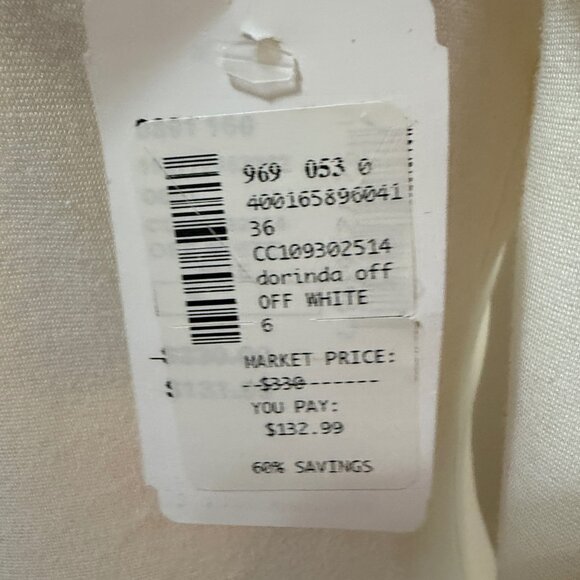 969 053 0
400165896041
36
CC109302514
dorinda off
OFF WHITE
6
MARKET PRICE:
$330
YOU PAY:
$132.99
60% SAVINGS